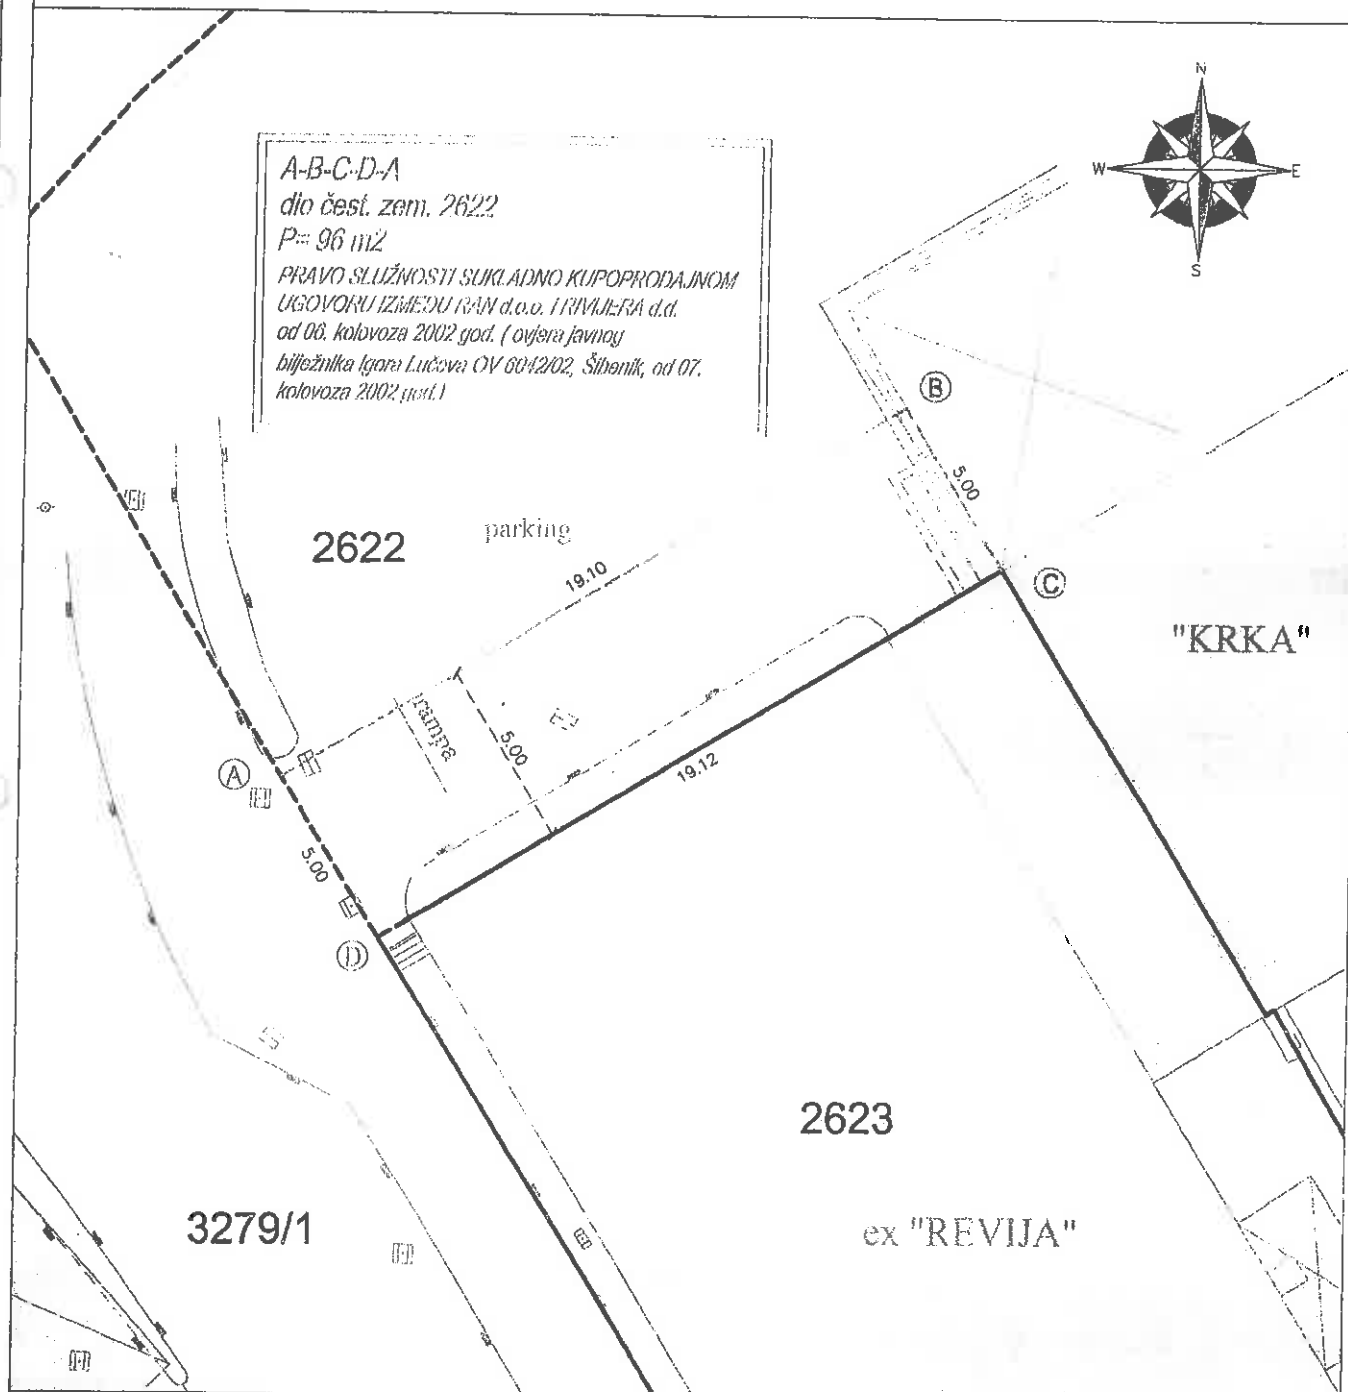 N
W
E
S
A-B-C-D-A
dio čest. zem. 2622
P= 96 m2
PRAVO SLUŽNOSTI SUKLADNO KUPOPRODAJNOM
UGOVORU IZMEĐU RAN d.o.o. I RIVIJERA d.d.
od 06. kolovoza 2002 god. ( ovjera javnog
bilježnika Igora Lučova OV 6042/02, Šibenik, od 07.
kolovoza 2002 god.)
B
5.00
2622
parking
19.10
C
"KRKA"
rampa
5.00
19.12
A
5.00
D
2623
3279/1
ex "REVIJA"